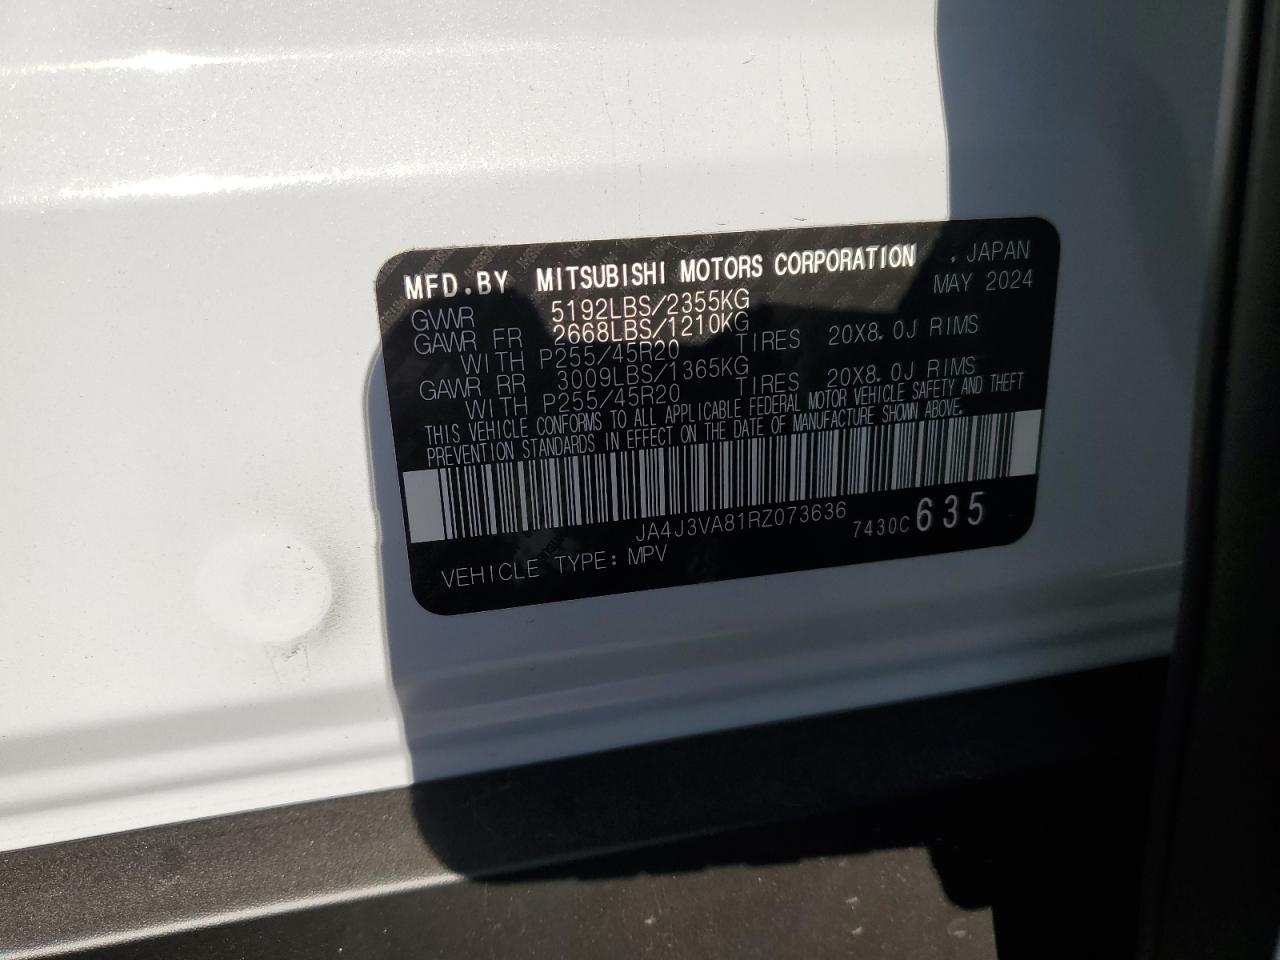 MFD.BY MITSUBISHI MOTORS CORPORATION , JAPAN
GVWR 5192LBS/2355KG MAY 2024
GAWR FR 2668LBS/1210KG
WITH P255/45R20 TIRES 20X8.0J RIMS
GAWR RR 3009LBS/1365KG
WITH P255/45R20 TIRES 20X8.0J RIMS
THIS VEHICLE CONFORMS TO ALL APPLICABLE FEDERAL MOTOR VEHICLE SAFETY AND THEFT
PREVENTION STANDARDS IN EFFECT ON THE DATE OF MANUFACTURE SHOWN ABOVE.
JA4J3VA81RZ073636 7430C 635
VEHICLE TYPE: MPV